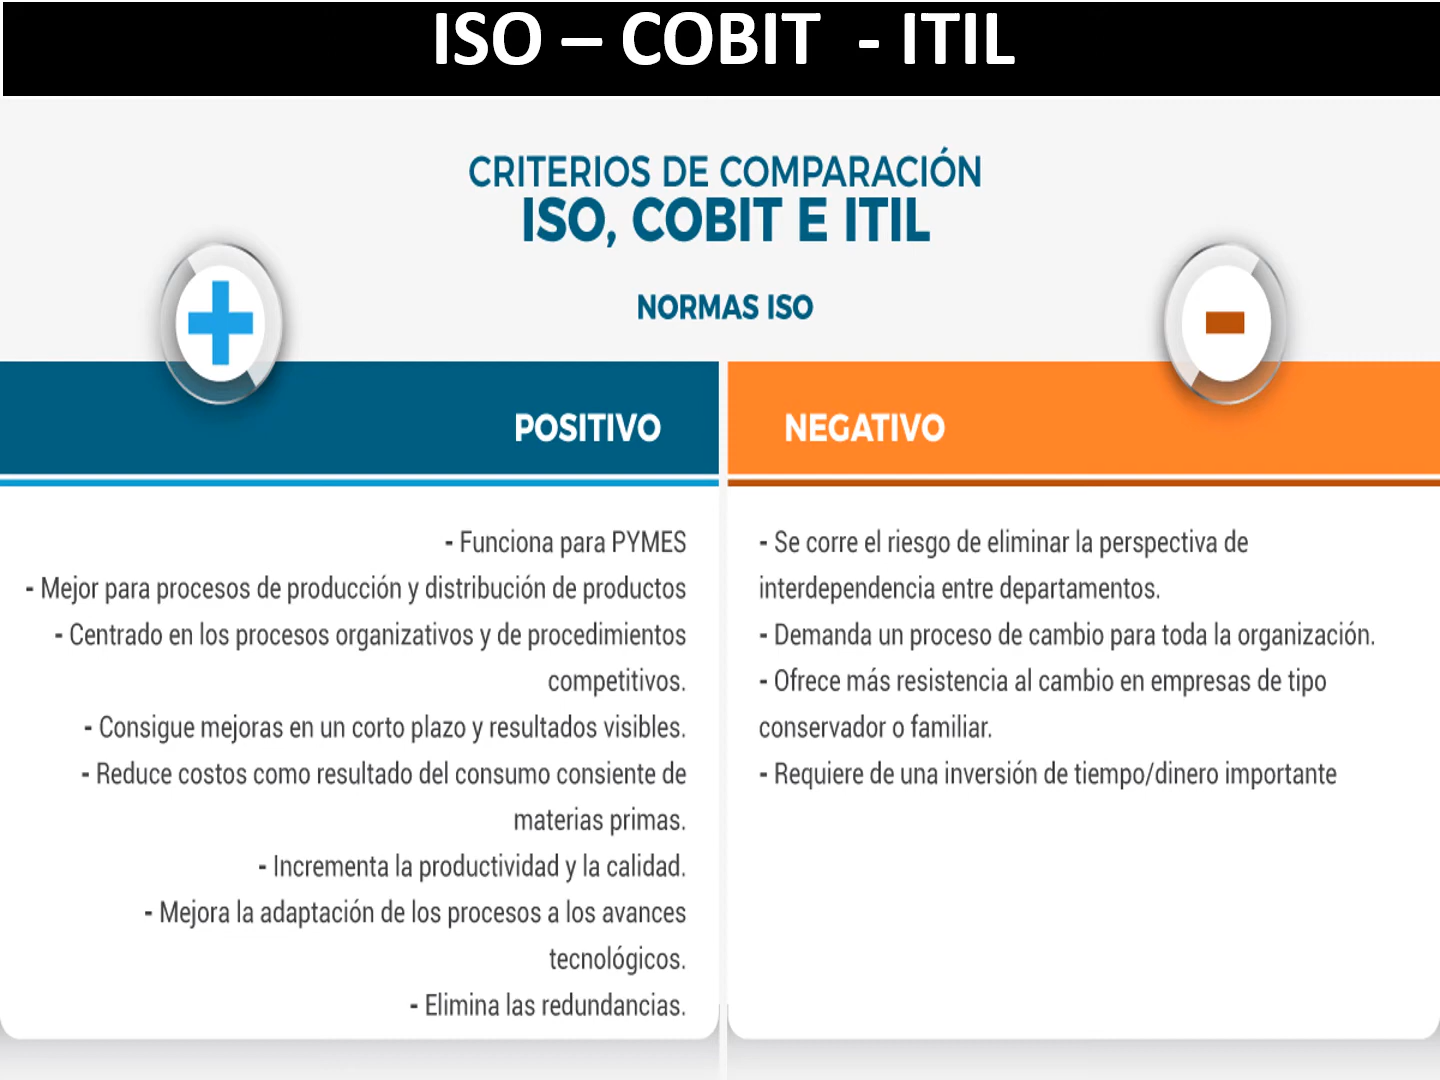 ISO – COBIT - ITIL
CRITERIOS DE COMPARACIÓN
ISO, COBIT E ITIL
NORMAS ISO
POSITIVO
- Funciona para PYMES
- Mejor para procesos de producción y distribución de productos
- Centrado en los procesos organizativos y de procedimientos
competitivos.
- Consigue mejoras en un corto plazo y resultados visibles.
- Reduce costos como resultado del consumo consiente de
materias primas.
- Incrementa la productividad y la calidad.
- Mejora la adaptación de los procesos a los avances
tecnológicos.
- Elimina las redundancias.
NEGATIVO
- Se corre el riesgo de eliminar la perspectiva de
interdependencia entre departamentos.
- Demanda un proceso de cambio para toda la organización.
- Ofrece más resistencia al cambio en empresas de tipo
conservador o familiar.
- Requiere de una inversión de tiempo/dinero importante